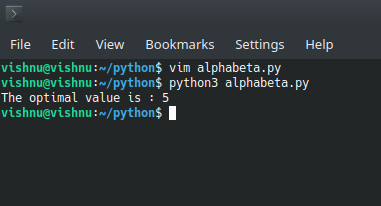 File Edit View Bookmarks Settings Help
vishnu@vishnu:~/python$ vim alphabeta.py
vishnu@vishnu:~/python$ python3 alphabeta.py
The optimal value is : 5
vishnu@vishnu:~/python$